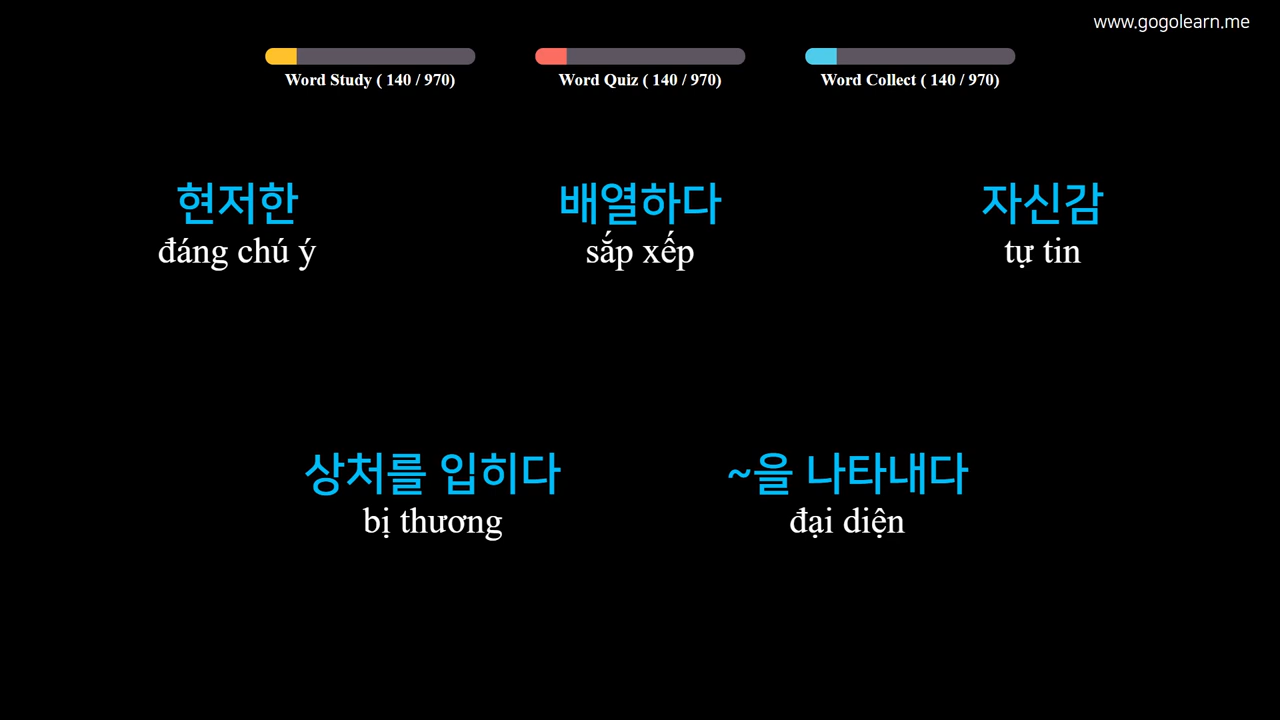 www.gogolearn.me
Word Study ( 140 / 970)
Word Quiz ( 140 / 970)
Word Collect ( 140 / 970)
현저한
đáng chú ý
배열하다
sắp xếp
자신감
tự tin
상처를 입히다
bị thương
~을 나타내다
đại diện